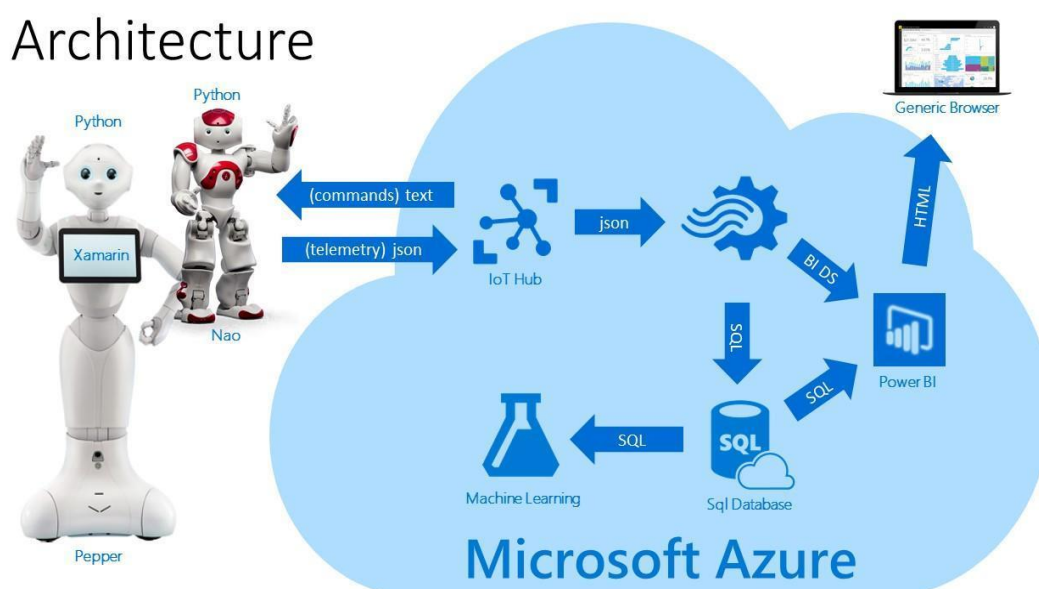 Architecture
Python
Python
Xamarin
Nao
Pepper
(commands) text
(telemetry) json
IoT Hub
json
BI DS
SQL
SQL
SQL
SQL
Sql Database
Machine Learning
Power BI
HTML
Generic Browser
Microsoft Azure